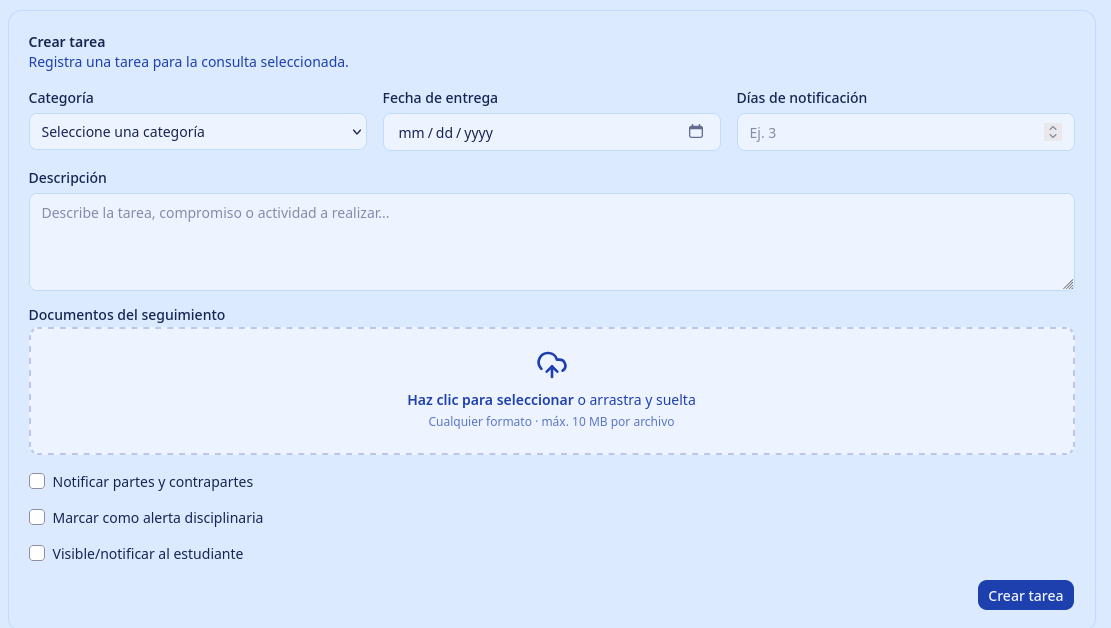 Crear tarea
Registra una tarea para la consulta seleccionada.
Categoría
Fecha de entrega
Días de notificación
Seleccione una categoría
mm / dd / yyyy
Ej. 3
Descripción
Describe la tarea, compromiso o actividad a realizar...
Documentos del seguimiento
Haz clic para seleccionar o arrastra y suelta
Cualquier formato · máx. 10 MB por archivo
Notificar partes y contrapartes
Marcar como alerta disciplinaria
Visible/notificar al estudiante
Crear tarea